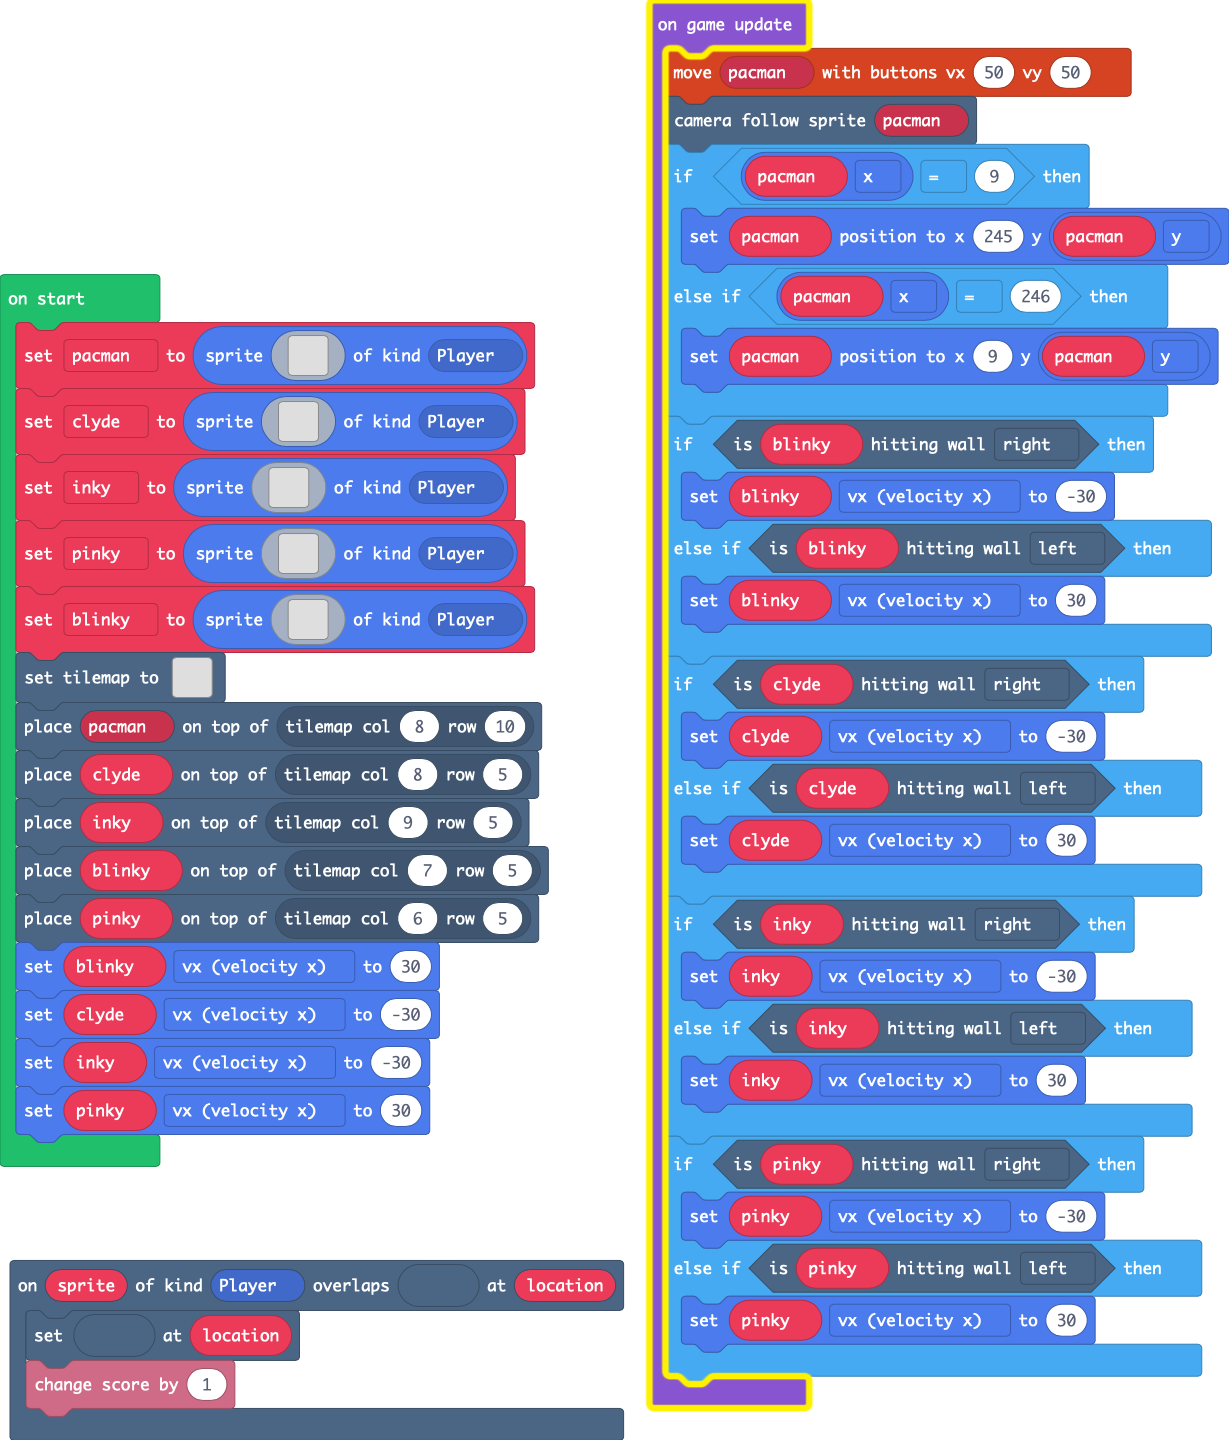 on start
set pacman to sprite of kind Player
set clyde to sprite of kind Player
set inky to sprite of kind Player
set pinky to sprite of kind Player
set blinky to sprite of kind Player
set tilemap to
place pacman on top of tilemap col 8 row 10
place clyde on top of tilemap col 8 row 5
place inky on top of tilemap col 9 row 5
place blinky on top of tilemap col 7 row 5
place pinky on top of tilemap col 6 row 5
set blinky vx (velocity x) to 30
set clyde vx (velocity x) to -30
set inky vx (velocity x) to -30
set pinky vx (velocity x) to 30
on sprite of kind Player overlaps at location
set at location
change score by 1
on game update
move pacman with buttons vx 50 vy 50
camera follow sprite pacman
if pacman x = 9 then
set pacman position to x 245 y pacman y
else if pacman x = 246 then
set pacman position to x 9 y pacman y
if is blinky hitting wall right then
set blinky vx (velocity x) to -30
else if is blinky hitting wall left then
set blinky vx (velocity x) to 30
if is clyde hitting wall right then
set clyde vx (velocity x) to -30
else if is clyde hitting wall left then
set clyde vx (velocity x) to 30
if is inky hitting wall right then
set inky vx (velocity x) to -30
else if is inky hitting wall left then
set inky vx (velocity x) to 30
if is pinky hitting wall right then
set pinky vx (velocity x) to -30
else if is pinky hitting wall left then
set pinky vx (velocity x) to 30